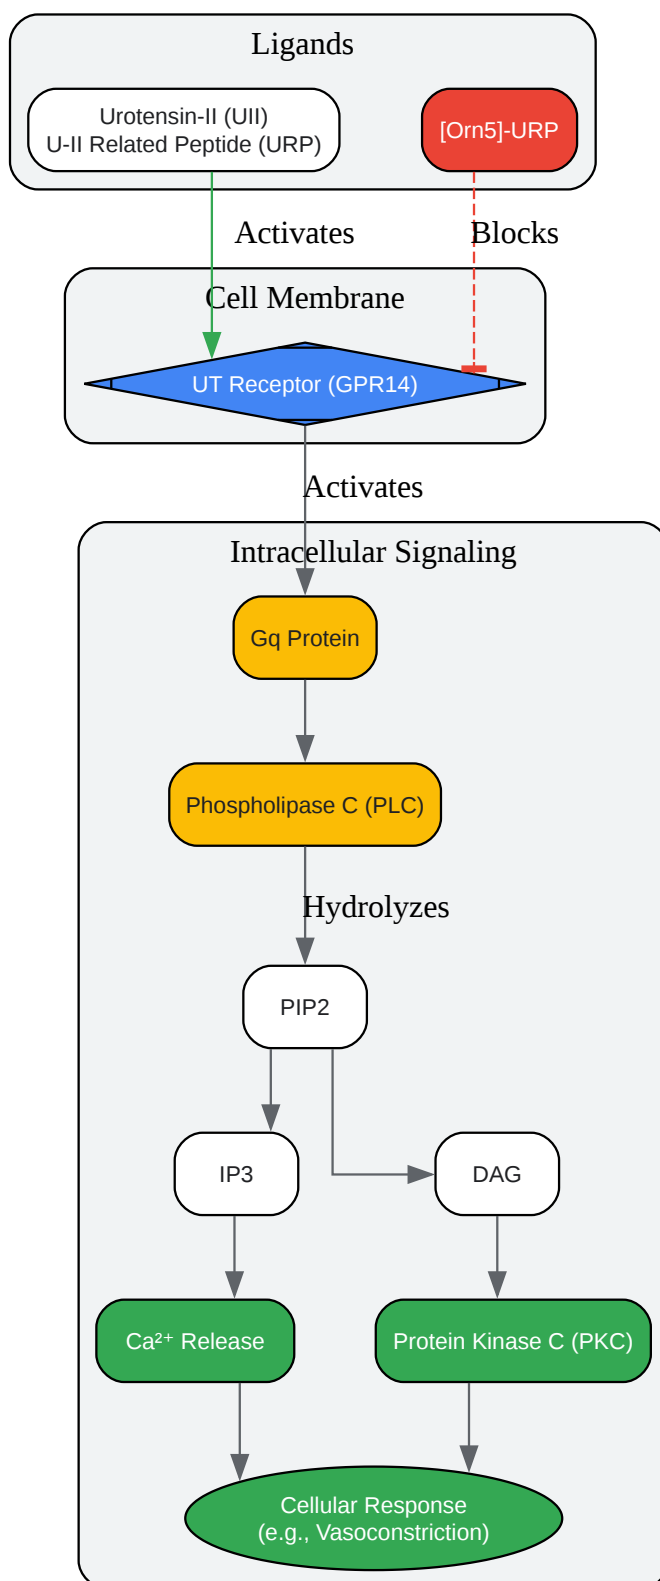 Ligands
Urotensin-II (UII)
U-II Related Peptide (URP)
[Orn5]-URP
Activates
Blocks
Cell Membrane
UT Receptor (GPR14)
Activates
Intracellular Signaling
Gq Protein
Phospholipase C (PLC)
Hydrolyzes
PIP2
IP3
DAG
Ca²⁺ Release
Protein Kinase C (PKC)
Cellular Response
(e.g., Vasoconstriction)